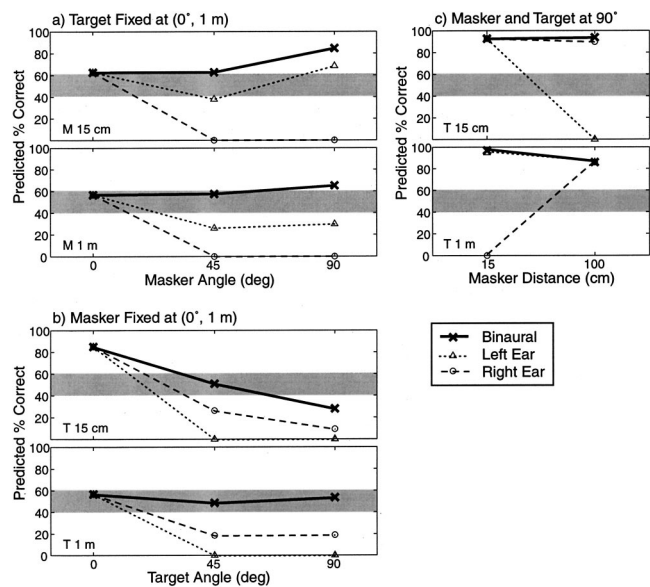 a) Target Fixed at (0°, 1 m)
100
80
60
40
20
0
M 15 cm
100
80
60
40
20
0
M 1 m
0
45
90
Masker Angle (deg)
Predicted % Correct
c) Masker and Target at 90°
100
80
60
40
20
0
T 15 cm
100
80
60
40
20
0
T 1 m
15
100
Masker Distance (cm)
Predicted % Correct
b) Masker Fixed at (0°, 1 m)
100
80
60
40
20
T 15 cm
100
80
60
40
20
0
T 1 m
0
45
90
Target Angle (deg)
Predicted % Correct
Binaural
Left Ear
Right Ear